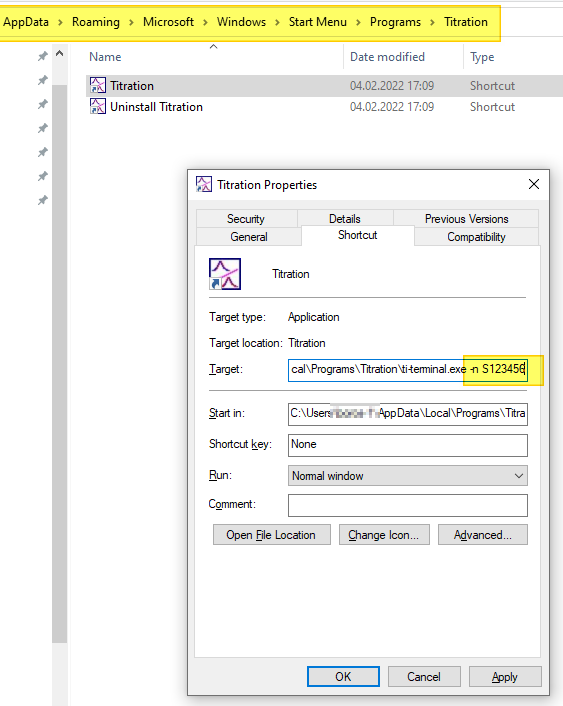 AppData > Roaming > Microsoft > Windows > Start Menu > Programs > Titration
Name Date modified Type
Titration 04.02.2022 17:09 Shortcut
Uninstall Titration 04.02.2022 17:09 Shortcut
Titration Properties
Security Details Previous Versions
General Shortcut Compatibility
Titration
Target type: Application
Target location: Titration
Target: cal\Programs\Titration\ti-terminal.exe -n S123456
Start in: C:\Users AppData\Local\Programs\Titra
Shortcut key: None
Run: Normal window
Comment:
Open File Location Change Icon... Advanced...
OK Cancel Apply